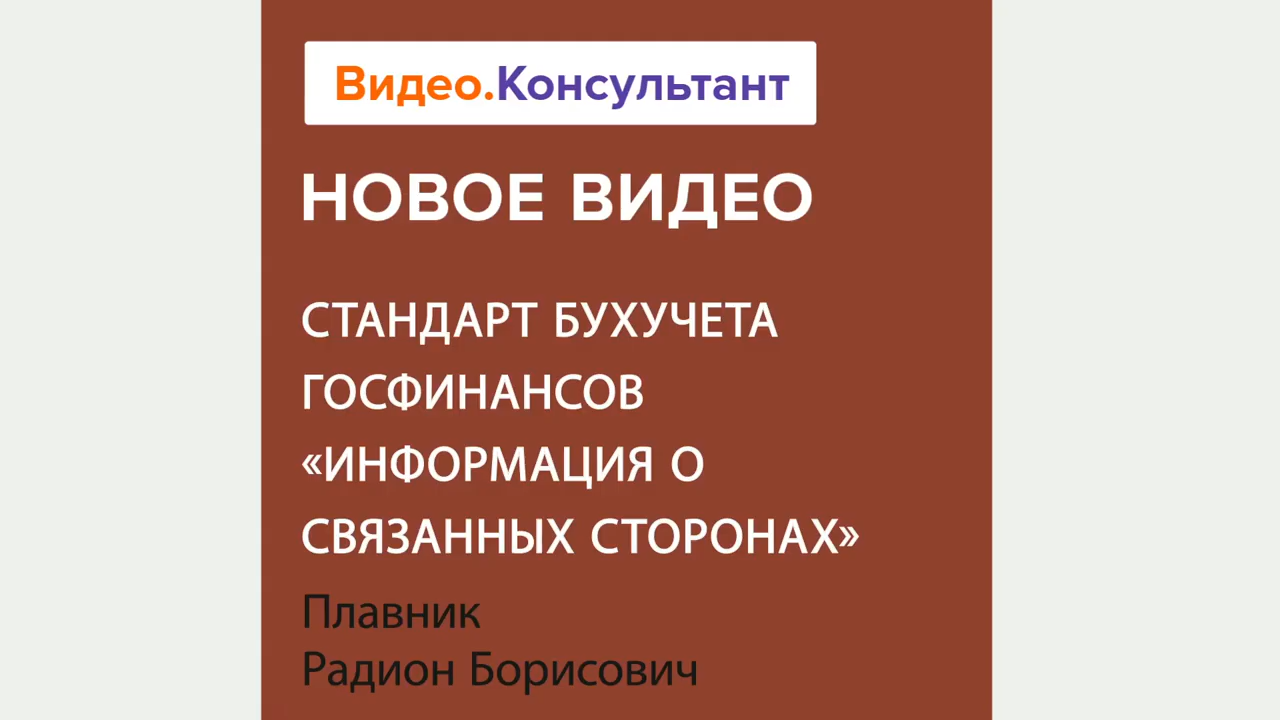 Видео.Консультант
НОВОЕ ВИДЕО
СТАНДАРТ БУХУЧЕТА
ГОСФИНАНСОВ
«ИНФОРМАЦИЯ О
СВЯЗАННЫХ СТОРОНАХ»
Плавник
Радион Борисович